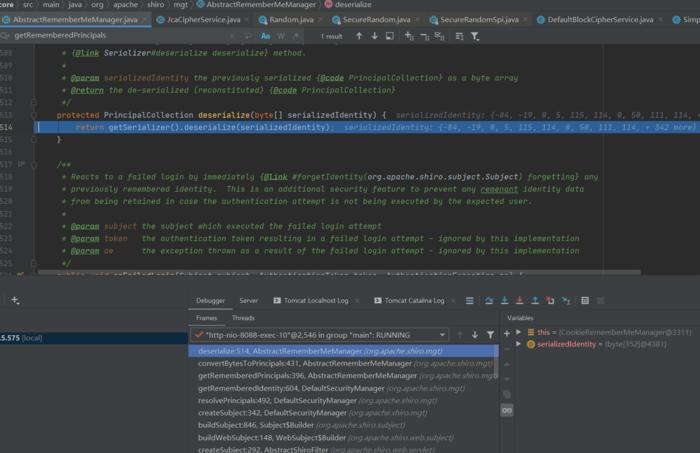 core › src › main › java › org › apache › shiro › mgt › AbstractRememberMeManager › deserialize
AbstractRememberMeManager.java × JcaCipherService.java × Random.java × SecureRandom.java × SecureRandomSpi.java × DefaultBlockCipherService.java × Simp
getRememberedPrincipals × Aa W .* 1 result
508 * {@link Serializer#deserialize deserialize} method.
509 *
510 * @param serializedIdentity the previously serialized {@code PrincipalCollection} as a byte array
511 * @return the de-serialized (reconstituted) {@code PrincipalCollection}
512 */
513 protected PrincipalCollection deserialize(byte[] serializedIdentity) { serializedIdentity: {-84, -19, 0, 5, 115, 114, 0, 50, 111, 114, +
514 return getSerializer().deserialize(serializedIdentity); serializedIdentity: {-84, -19, 0, 5, 115, 114, 0, 50, 111, 114, + 342 more}
515 }
516
517 /**
518 * Reacts to a failed login by immediately {@link #forgetIdentity(org.apache.shiro.subject.Subject) forgetting} any
519 * previously remembered identity. This is an additional security feature to prevent any remenant identity data
520 * from being retained in case the authentication attempt is not being executed by the expected user.
521 *
522 * @param subject the subject which executed the failed login attempt
523 * @param token the authentication token resulting in a failed login attempt - ignored by this implementation
524 * @param ae the exception thrown as a result of the failed login attempt - ignored by this implementation
525 */
Debugger Server Tomcat Localhost Log × Tomcat Catalina Log ×
Frames Threads Variables
5.575 (local)
"http-nio-8088-exec-10"@2,546 in group "main": RUNNING
this = {CookieRememberMeManager@3311}
serializedIdentity = {byte[352]@4381}
deserialize:514, AbstractRememberMeManager (org.apache.shiro.mgt)
convertBytesToPrincipals:431, AbstractRememberMeManager (org.apache.shiro.mgt)
getRememberedPrincipals:396, AbstractRememberMeManager (org.apache.shiro.mgt)
getRememberedIdentity:604, DefaultSecurityManager (org.apache.shiro.mgt)
resolvePrincipals:492, DefaultSecurityManager (org.apache.shiro.mgt)
createSubject:342, DefaultSecurityManager (org.apache.shiro.mgt)
buildSubject:846, Subject$Builder (org.apache.shiro.subject)
buildWebSubject:148, WebSubject$Builder (org.apache.shiro.web.subject)
createSubject:292, AbstractShiroFilter (org.apache.shiro.web.servlet)